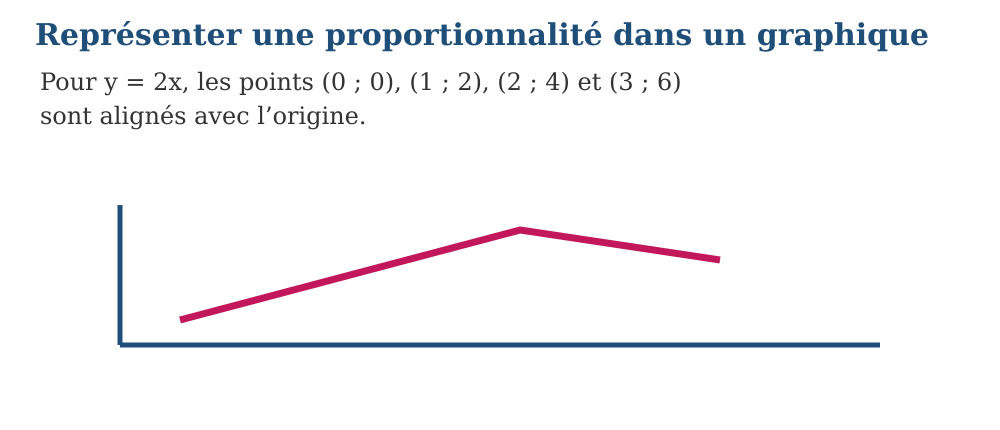 Représenter une proportionnalité dans un graphique
Pour y = 2x, les points (0 ; 0), (1 ; 2), (2 ; 4) et (3 ; 6)
sont alignés avec l’origine.